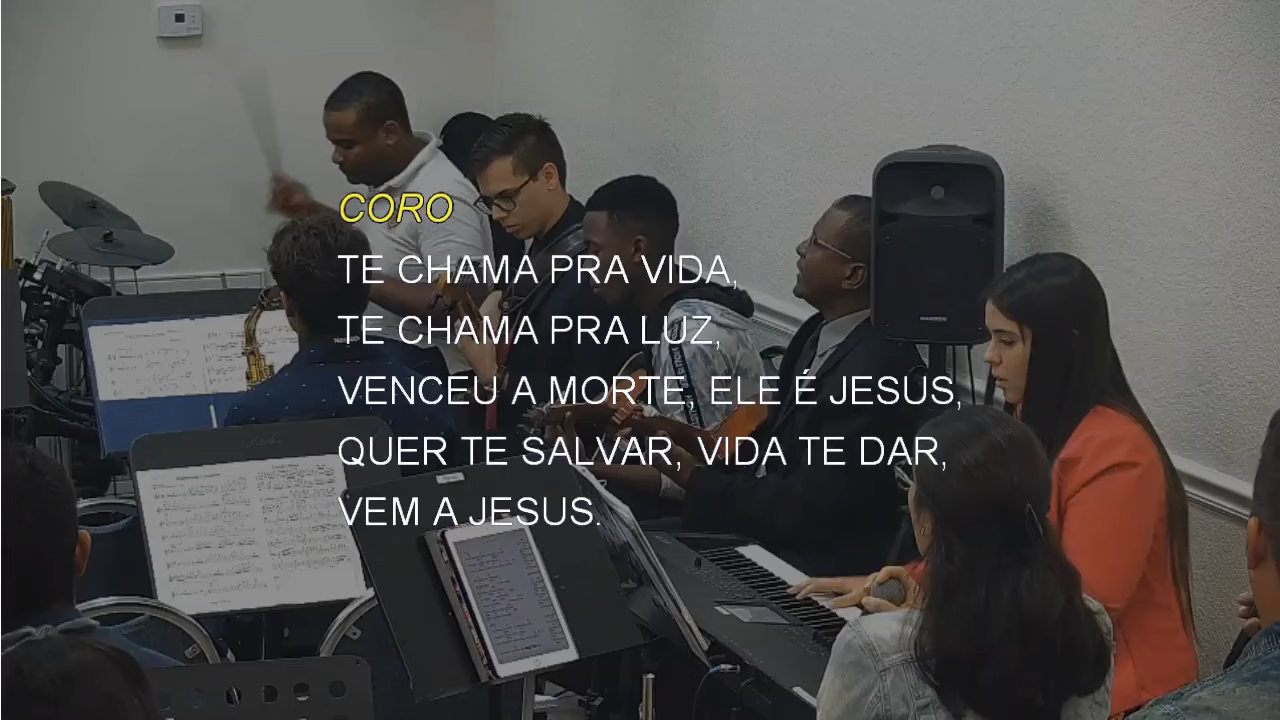 CORO
TE CHAMA PRA VIDA,
TE CHAMA PRA LUZ,
VENCEU A MORTE, ELE É JESUS,
QUER TE SALVAR, VIDA TE DAR,
VEM A JESUS.